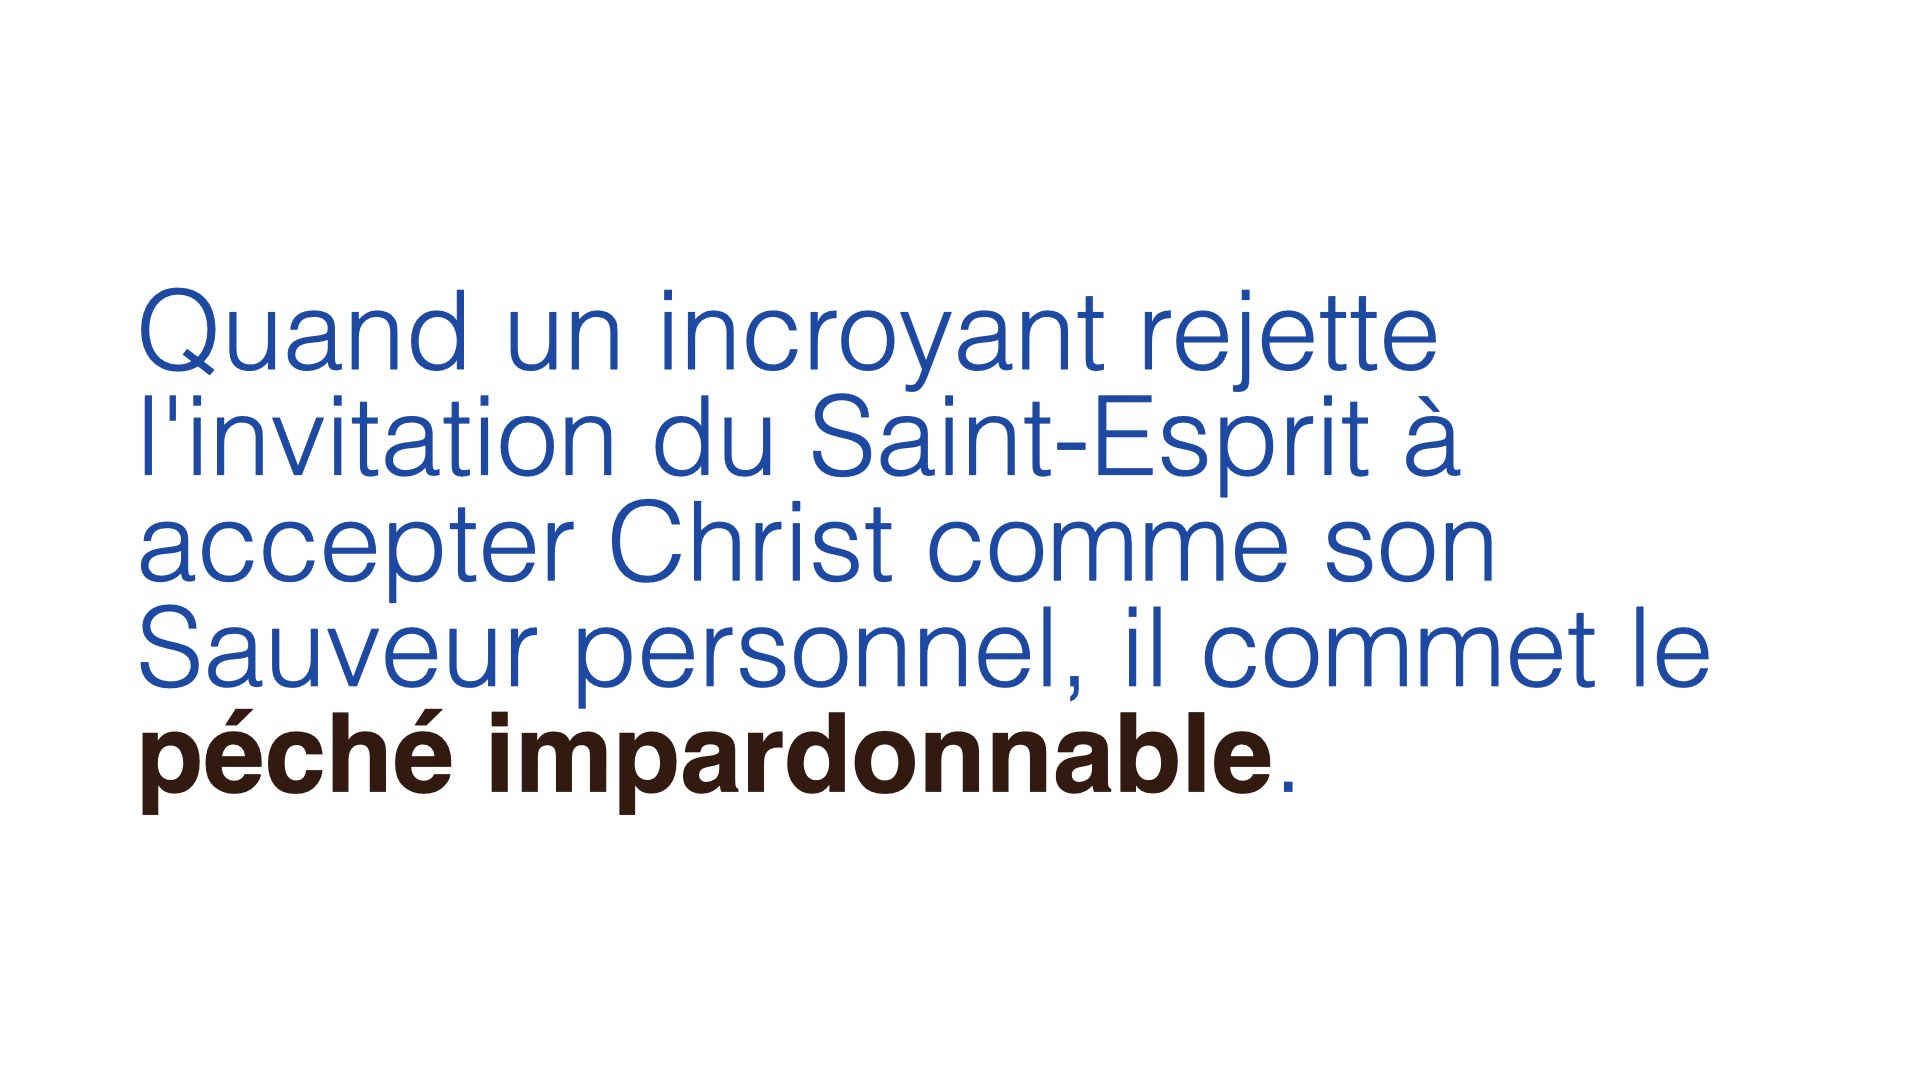 Quand un incroyant rejette
l'invitation du Saint-Esprit à
accepter Christ comme son
Sauveur personnel, il commet le
péché impardonnable.